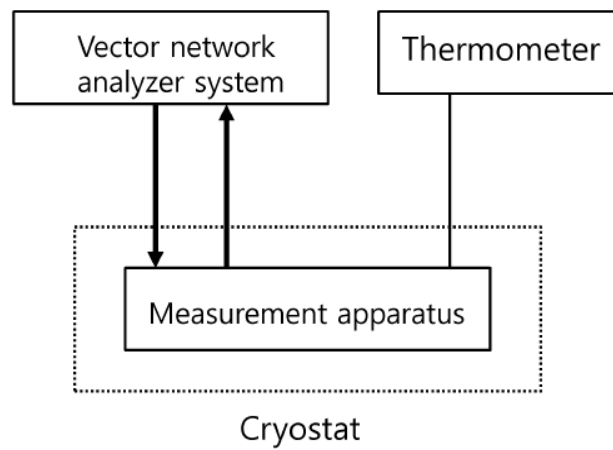 Vector network
analyzer system
Thermometer
Measurement apparatus
Cryostat